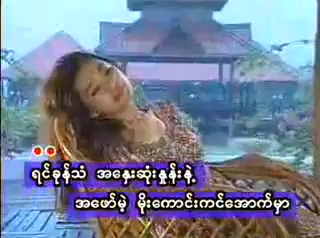 ရင်ခုန်သံ အနှေးဆုံးနှုန်းနဲ့
အဖော်မဲ့ မိုးကောင်းကင်အောက်မှာ